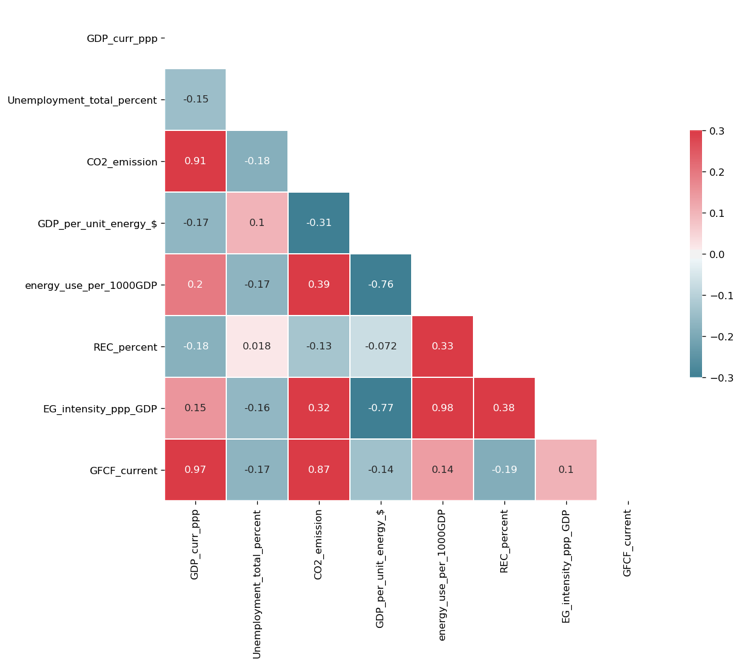 GDP_curr_ppp
Unemployment_total_percent -0.15
CO2_emission 0.91 -0.18
GDP_per_unit_energy_$ -0.17 0.1 -0.31
energy_use_per_1000GDP 0.2 -0.17 0.39 -0.76
REC_percent -0.18 0.018 -0.13 -0.072 0.33
EG_intensity_ppp_GDP 0.15 -0.16 0.32 -0.77 0.98 0.38
GFCF_current 0.97 -0.17 0.87 -0.14 0.14 -0.19 0.1
GDP_curr_ppp
Unemployment_total_percent
CO2_emission
GDP_per_unit_energy_$
energy_use_per_1000GDP
REC_percent
EG_intensity_ppp_GDP
GFCF_current
0.3
0.2
0.1
0.0
−0.1
−0.2
−0.3